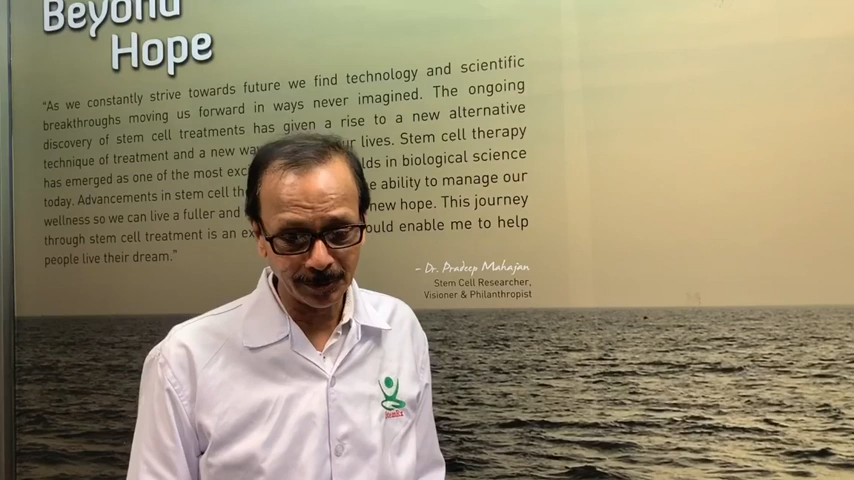 Beyond
Hope
"As we constantly strive towards future we find technology and scientific
breakthroughs moving us forward in ways never imagined. The ongoing
discovery of stem cell treatments has given a rise to a new alternative
technique of treatment and a new way our lives. Stem cell therapy
has emerged as one of the most in biological science
today. Advancements in stem cell ability to manage our
wellness so we can live a fuller and new hope. This journey
through stem cell treatment is an enable me to help
people live their dream."
- Dr. Pradeep Mahajan
Stem Cell Researcher,
Visioner & Philanthropist